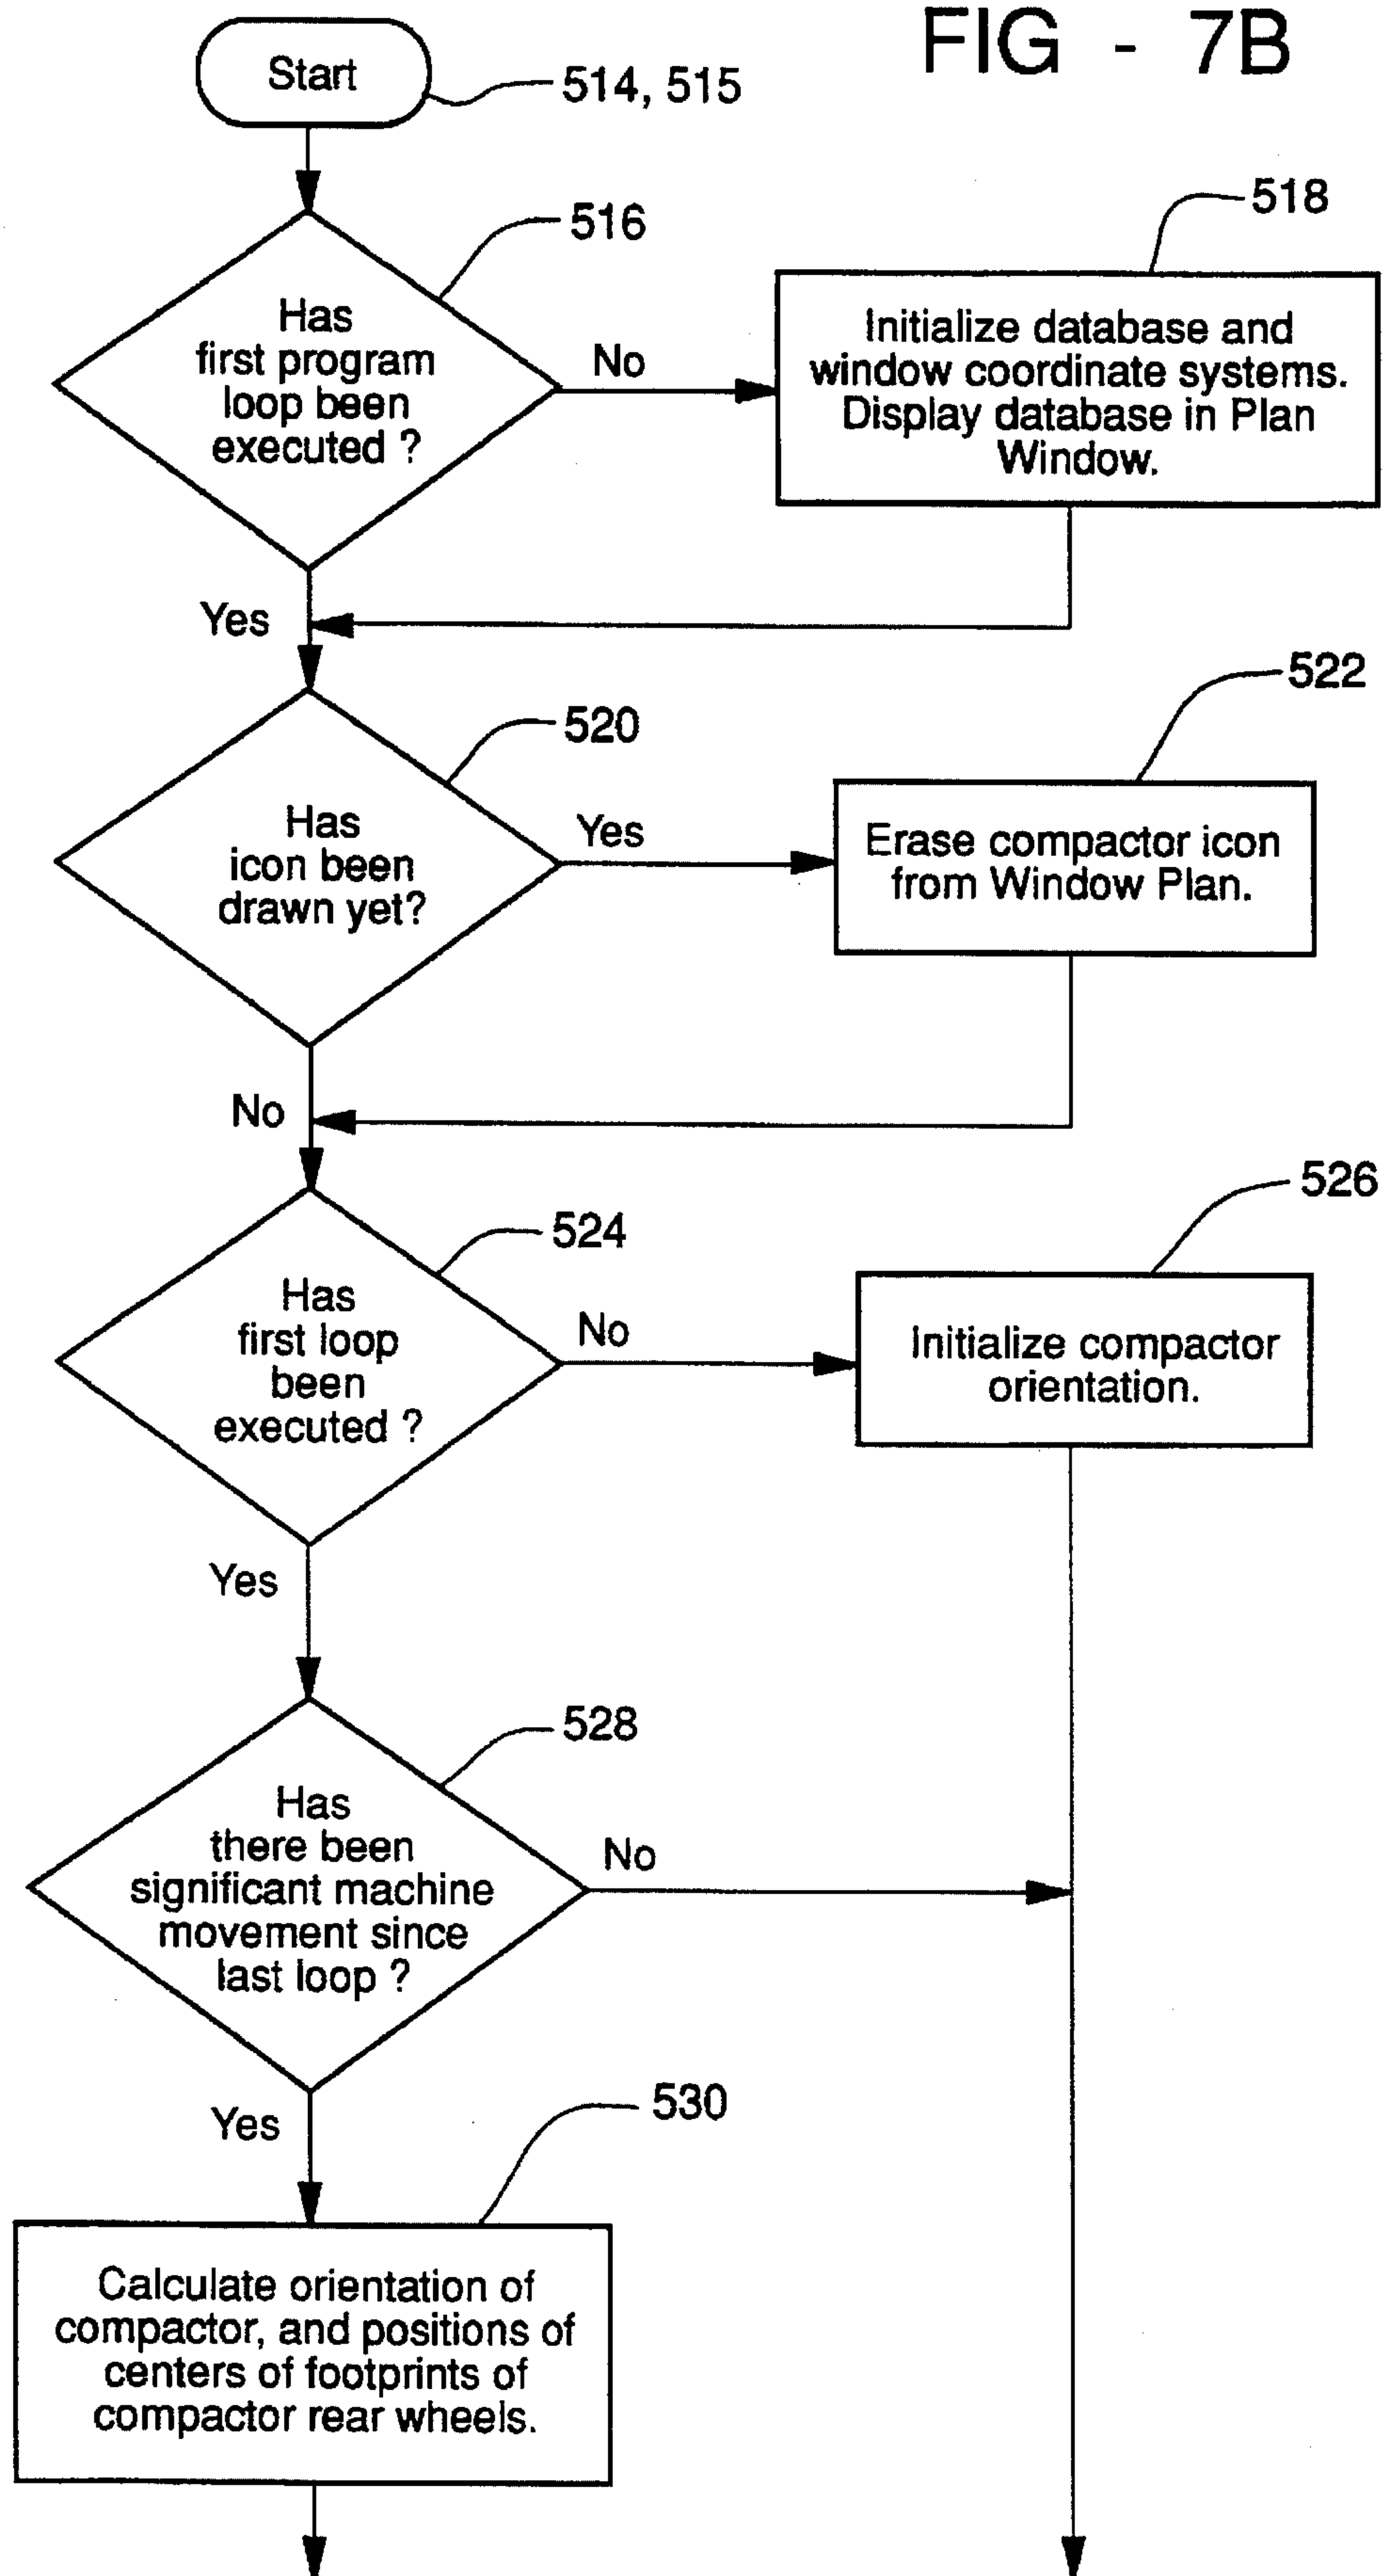 FIG - 7B
Start
514, 515
516
518
Has
first program
loop been
executed ?
No
Initialize database and
window coordinate systems.
Display database in Plan
Window.
Yes
520
522
Has
icon been
drawn yet?
Yes
Erase compactor icon
from Window Plan.
No
524
526
Has
first loop
been
executed ?
No
Initialize compactor
orientation.
Yes
528
Has
there been
significant machine
movement since
last loop ?
No
Yes
530
Calculate orientation of
compactor, and positions of
centers of footprints of
compactor rear wheels.